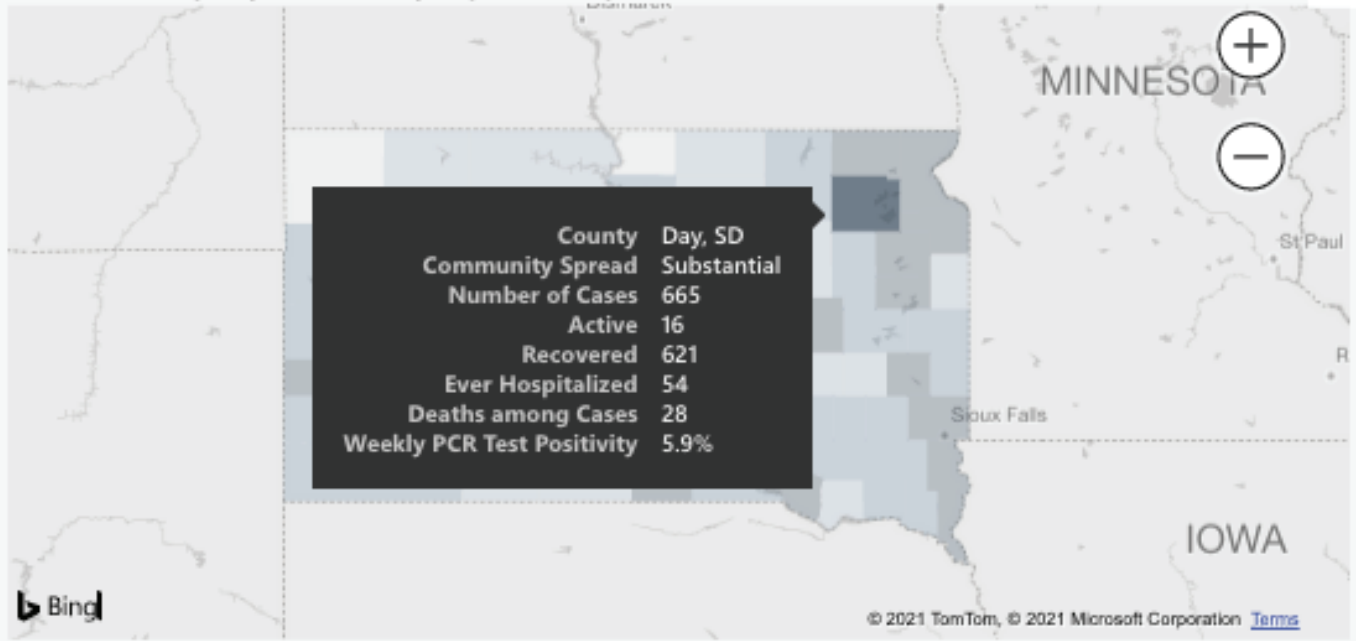 Bismarck
+
MINNESOTA
−
County Day, SD
Community Spread Substantial
Number of Cases 665
Active 16
Recovered 621
Ever Hospitalized 54
Deaths among Cases 28
Weekly PCR Test Positivity 5.9%
St Paul
R
Sioux Falls
IOWA
Bing
© 2021 TomTom, © 2021 Microsoft Corporation Terms